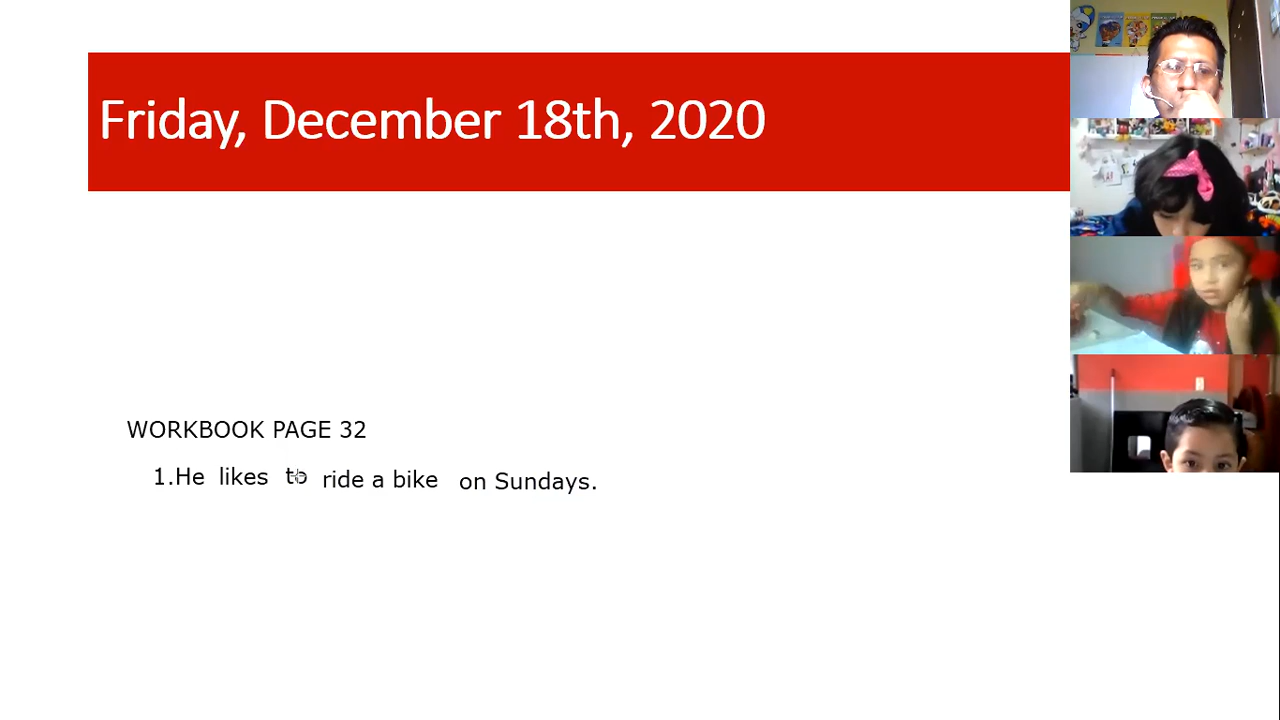 Friday, December 18th, 2020
WORKBOOK PAGE 32
1.He likes to ride a bike on Sundays.